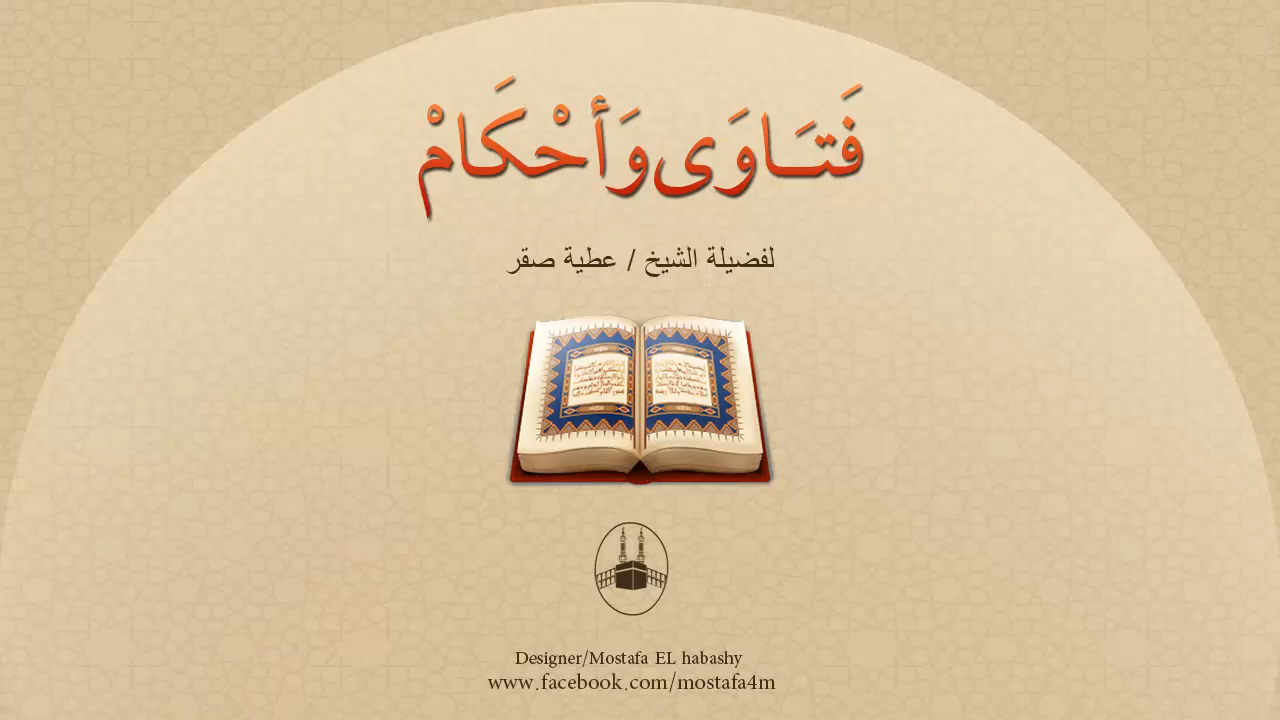 فَتَاوَى وَأَحْكَامْ
لفضيلة الشيخ / عطية صقر
Designer/Mostafa EL habashy
www.facebook.com/mostafa4m